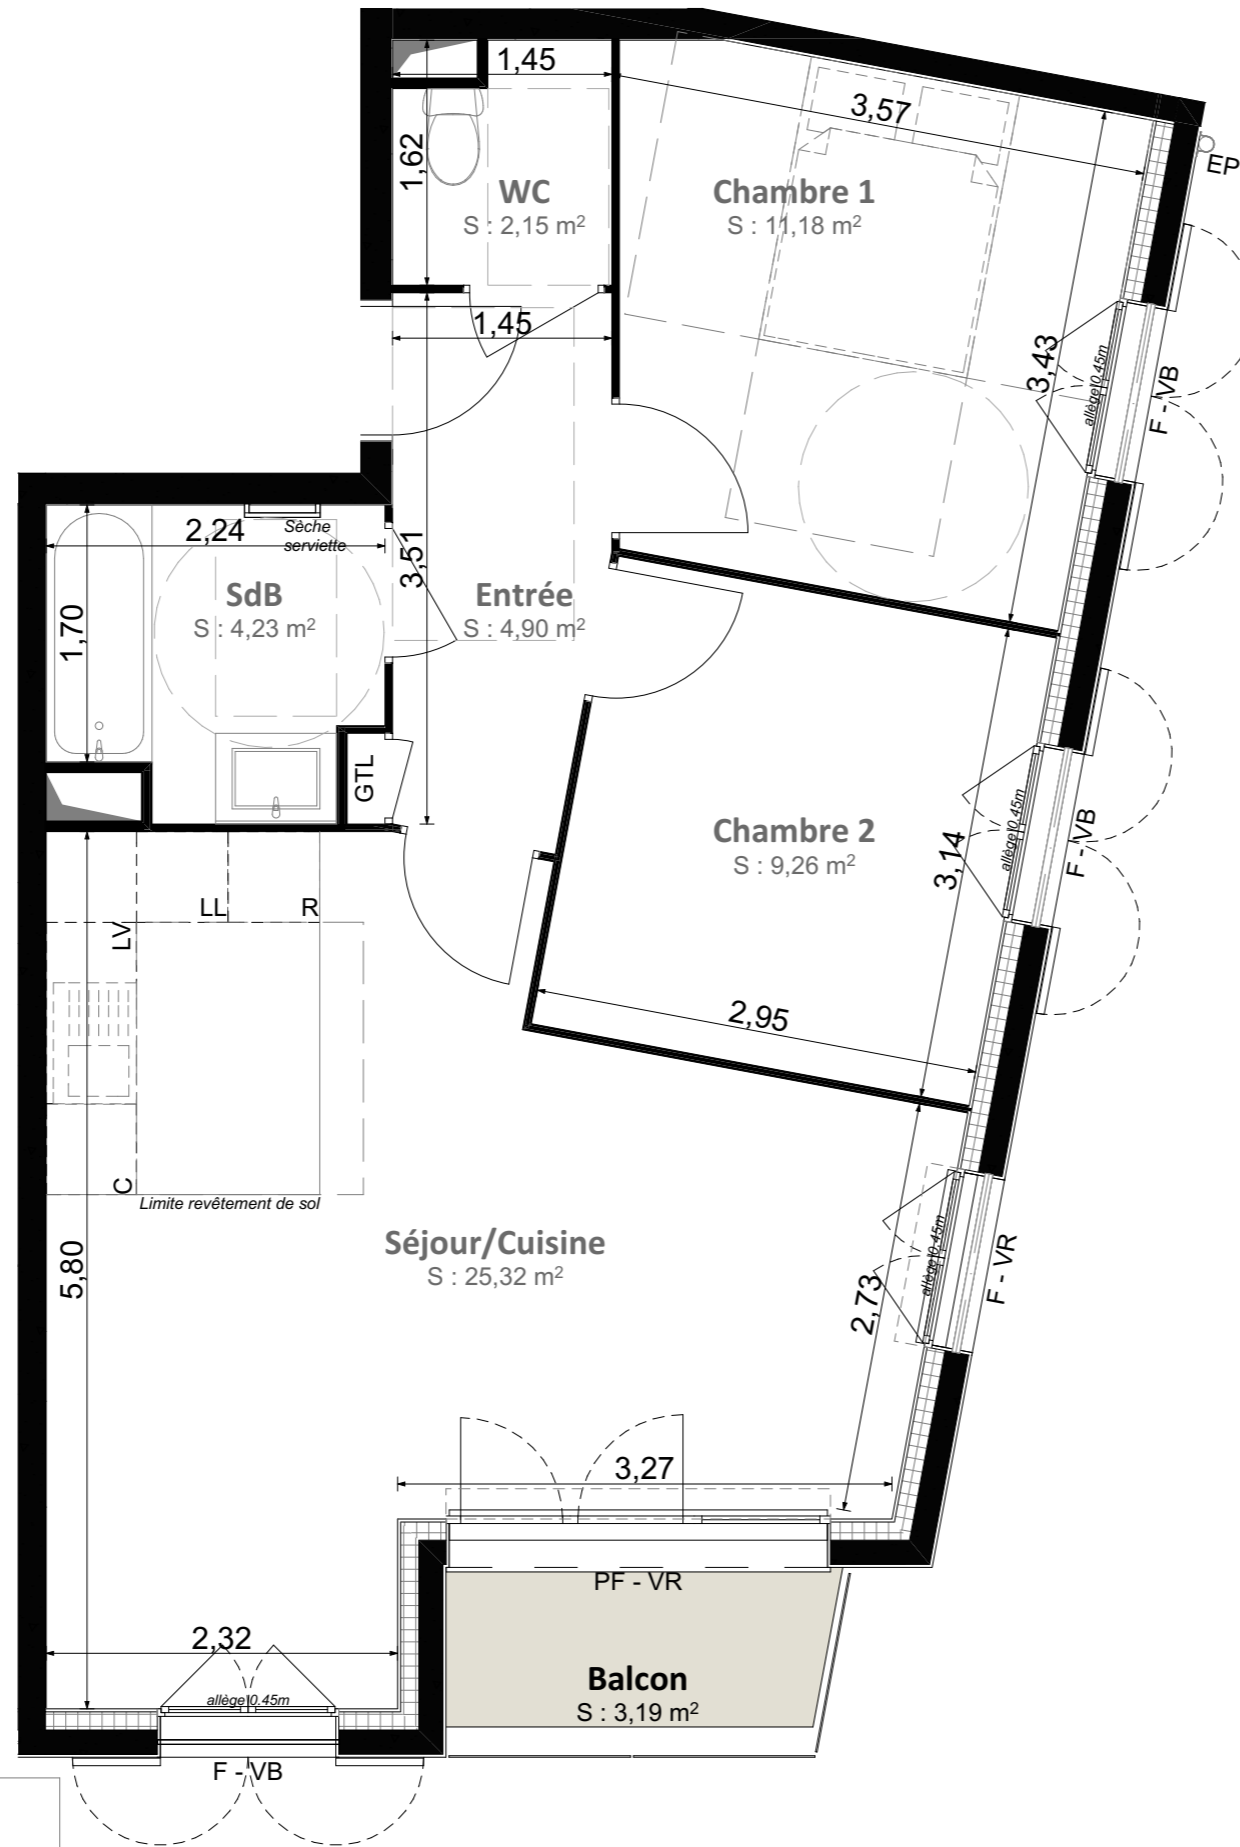 1,45
3,57
EP
1,62
WC
S : 2,15 m²
Chambre 1
S : 11,18 m²
1,45
3,43
allège 0.45m
F - VB
2,24
Sèche
serviette
3,51
SdB
S : 4,23 m²
Entrée
S : 4,90 m²
1,70
GTL
Chambre 2
S : 9,26 m²
3,14
allège 0.45m
F - VB
LL
R
LV
2,95
C
Limite revêtement de sol
Séjour/Cuisine
S : 25,32 m²
5,80
2,73
allège 0.45m
F - VR
3,27
PF - VR
2,32
allège 0.45m
Balcon
S : 3,19 m²
F - VB